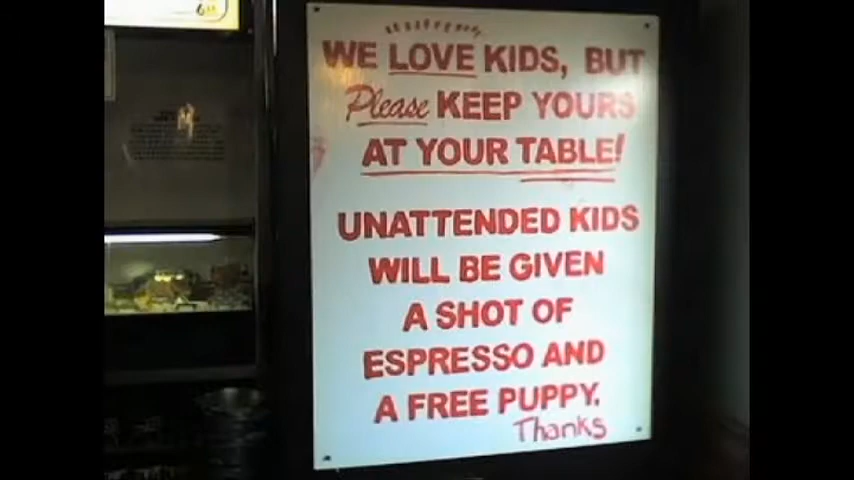 WE LOVE KIDS, BUT
Please KEEP YOURS
AT YOUR TABLE!
UNATTENDED KIDS
WILL BE GIVEN
A SHOT OF
ESPRESSO AND
A FREE PUPPY.
Thanks